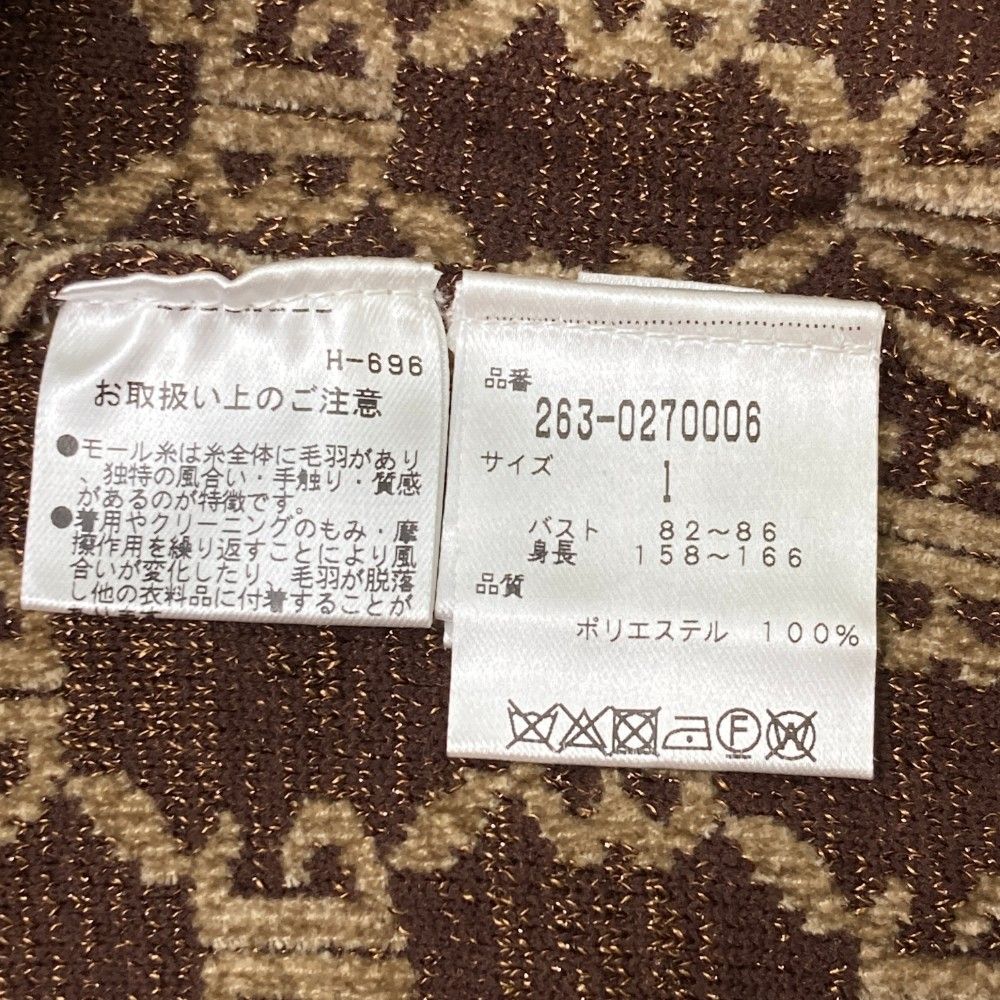 H-696
お取扱い上のご注意
●モール糸は糸全体に毛羽があり
、独特の風合い・手触り・質感
があるのが特徴です。
●着用やクリーニングのもみ・摩
擦作用を繰り返すことにより風
合いが変化したり、毛羽が脱落
し他の衣料品に付着することが
品番
263-0270006
サイズ
1
バスト 82~86
身長 158~166
品質
ポリエステル 100%
F
W